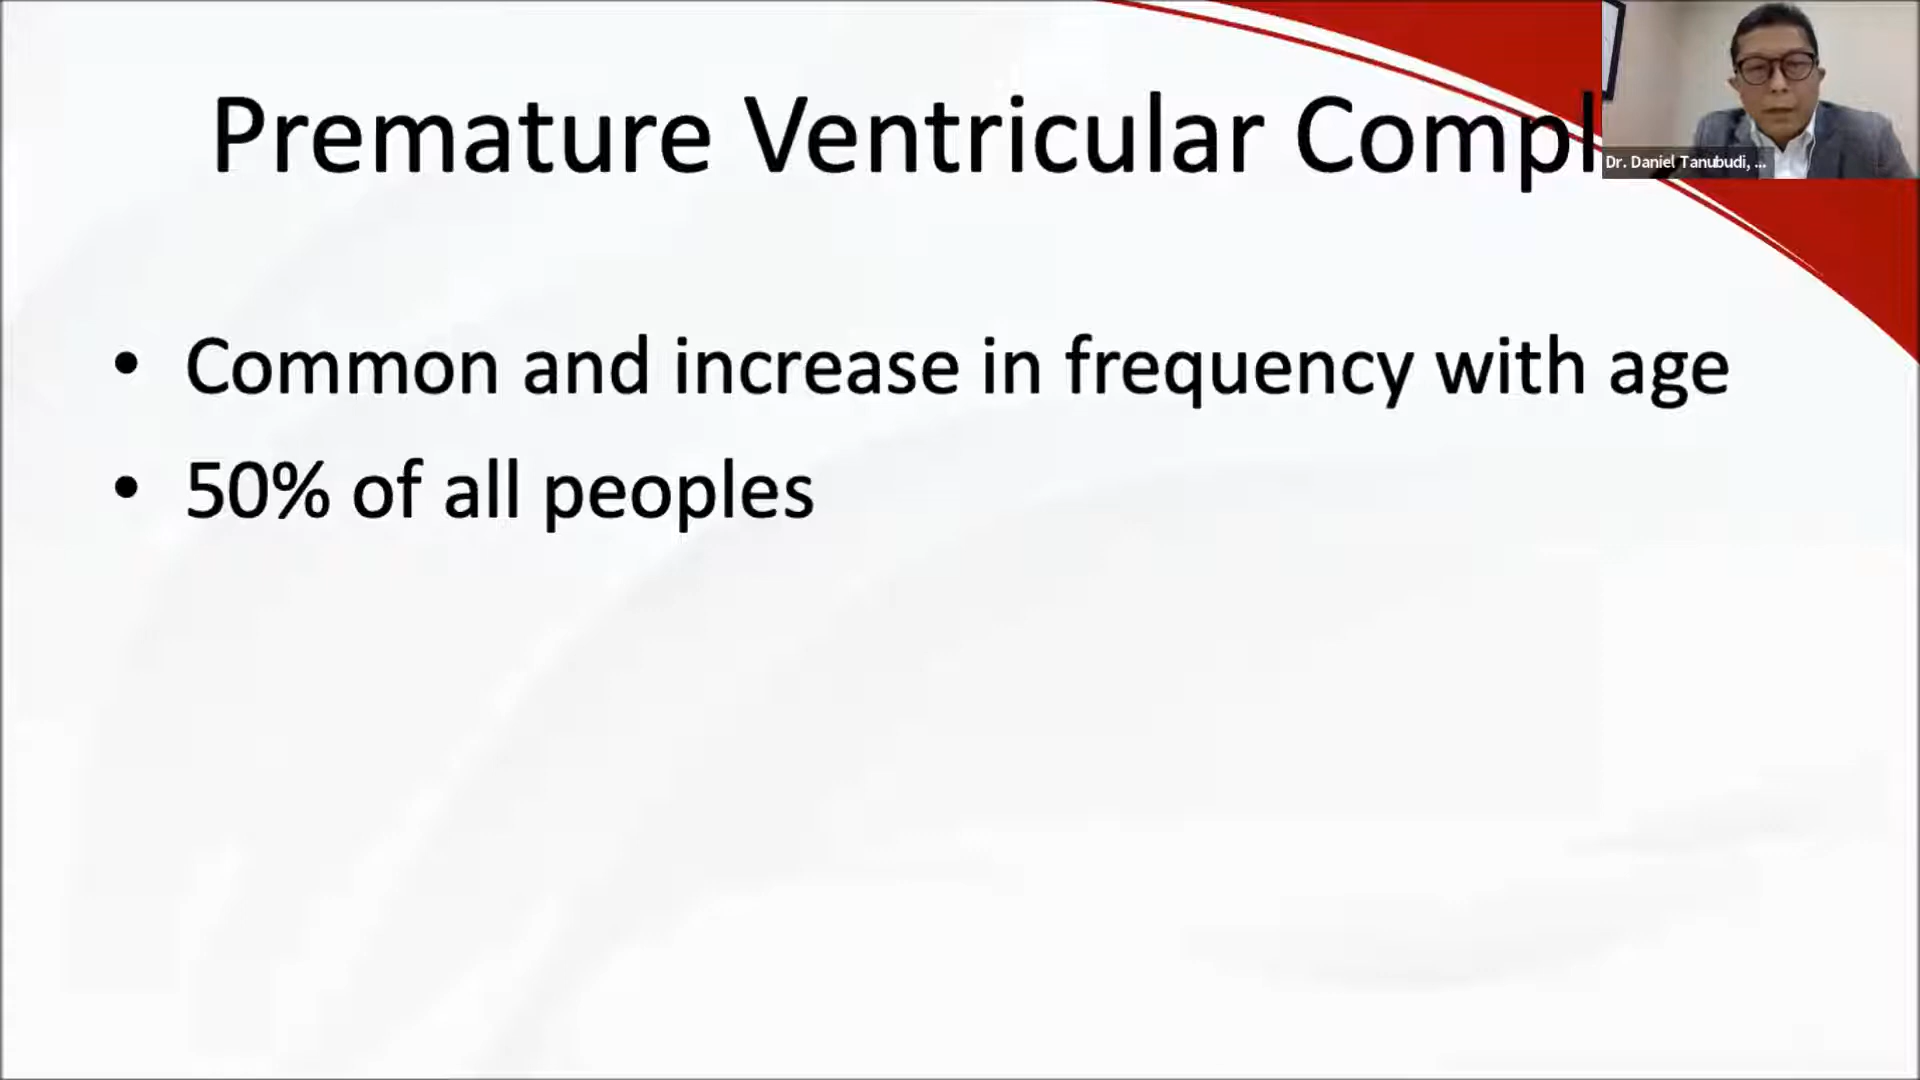 Premature Ventricular Compl
Dr. Daniel Tanubudi, ...
• Common and increase in frequency with age
• 50% of all peoples